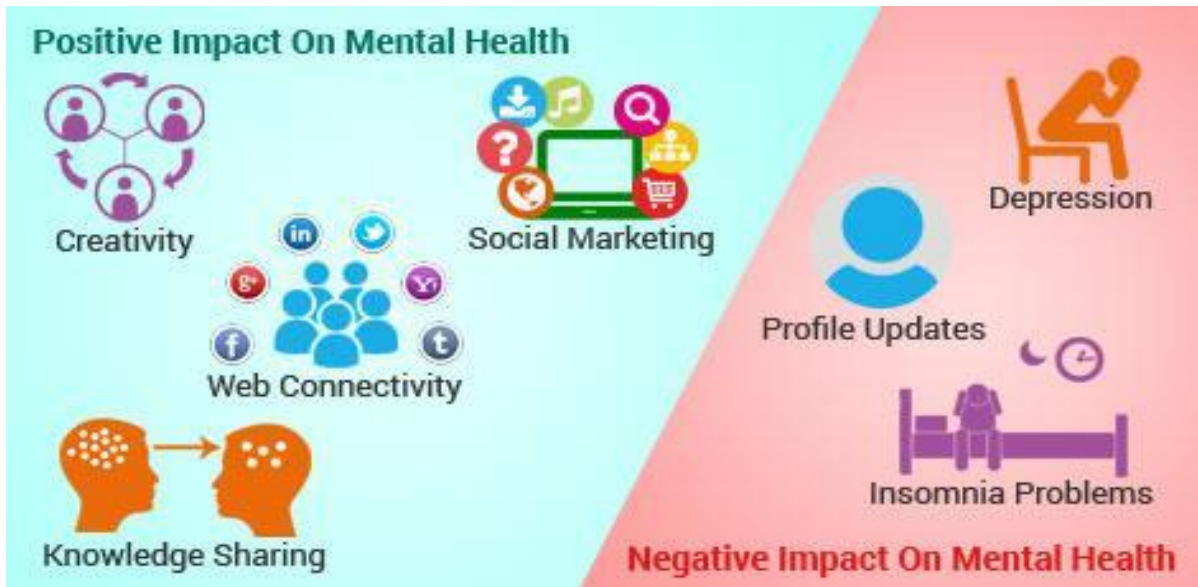 Positive Impact On Mental Health
Creativity
Social Marketing
in
g+
Y!
f
t
Web Connectivity
Knowledge Sharing
?
Depression
Profile Updates
Insomnia Problems
Negative Impact On Mental Health